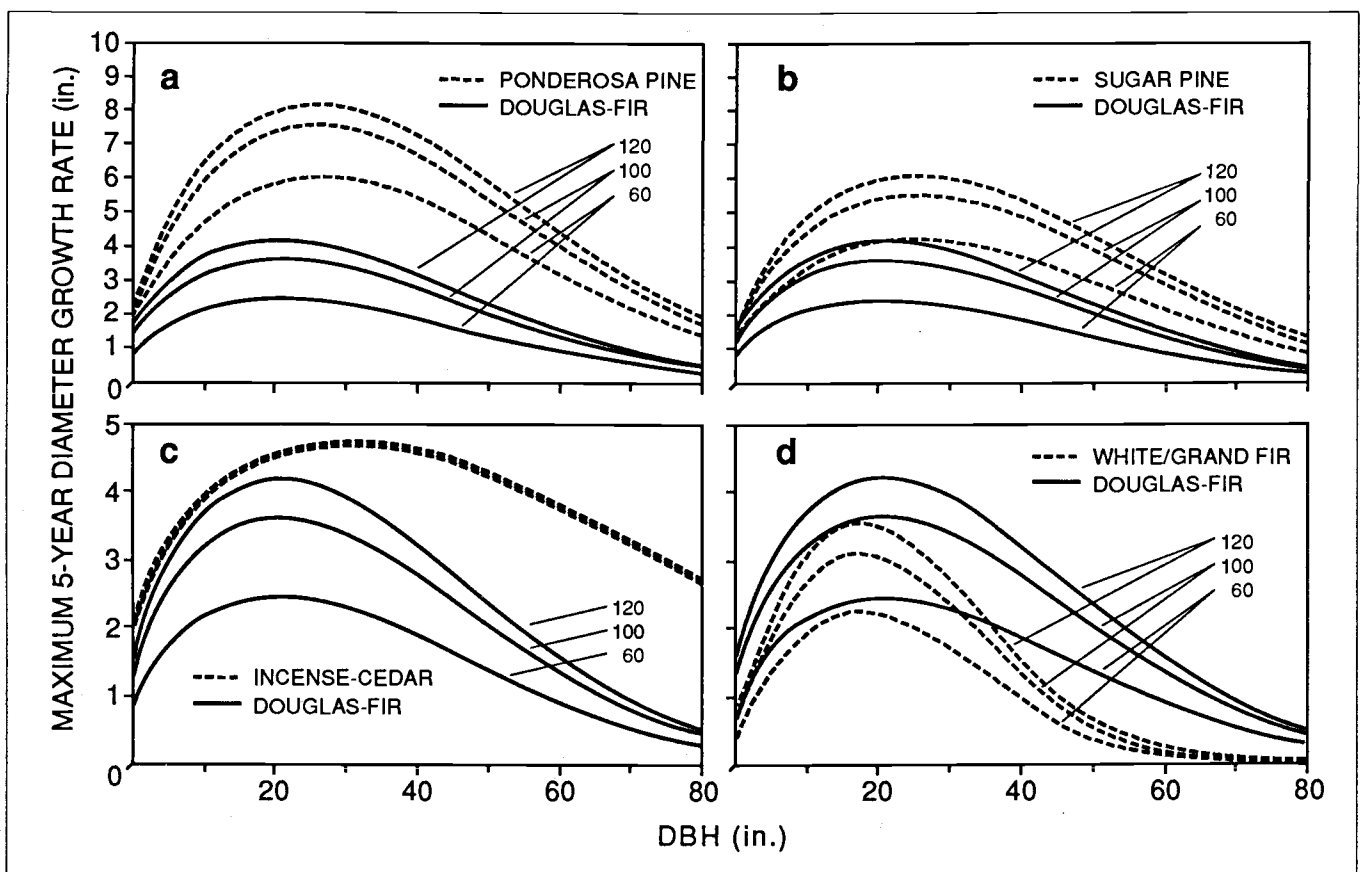 MAXIMUM 5-YEAR DIAMETER GROWTH RATE (in.)
10
9
8
7
6
5
4
3
2
1
0
a
PONDEROSA PINE
DOUGLAS-FIR
120
100
60
b
SUGAR PINE
DOUGLAS-FIR
120
100
60
5
4
3
2
1
0
c
120
100
60
INCENSE-CEDAR
DOUGLAS-FIR
20
40
60
80
d
WHITE/GRAND FIR
DOUGLAS-FIR
120
100
60
20
40
60
80
DBH (in.)